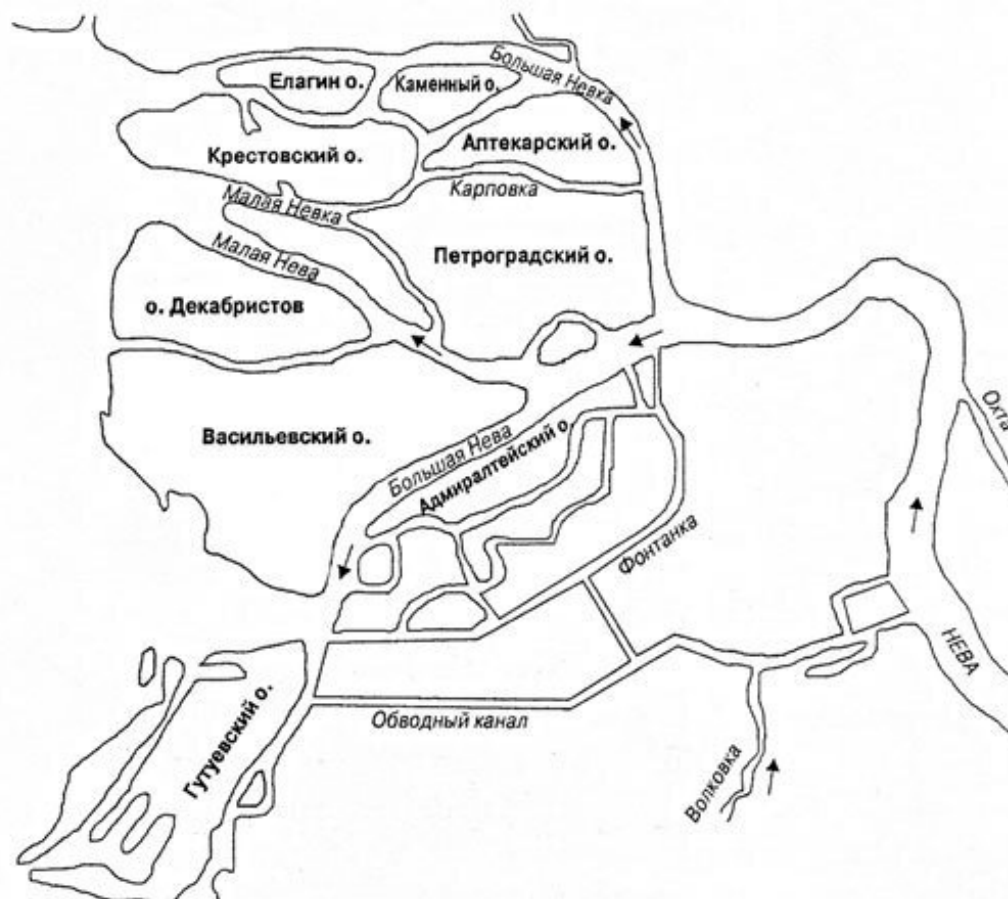 Большая Невка
Елагин о.
Каменный о.
Аптекарский о.
Крестовский о.
Карповка
Малая Невка
Малая Нева
Петроградский о.
о. Декабристов
Охта
Васильевский о.
Большая Нева
Адмиралтейский о.
Фонтанка
НЕВА
Гутуевский о.
Обводный канал
Волковка